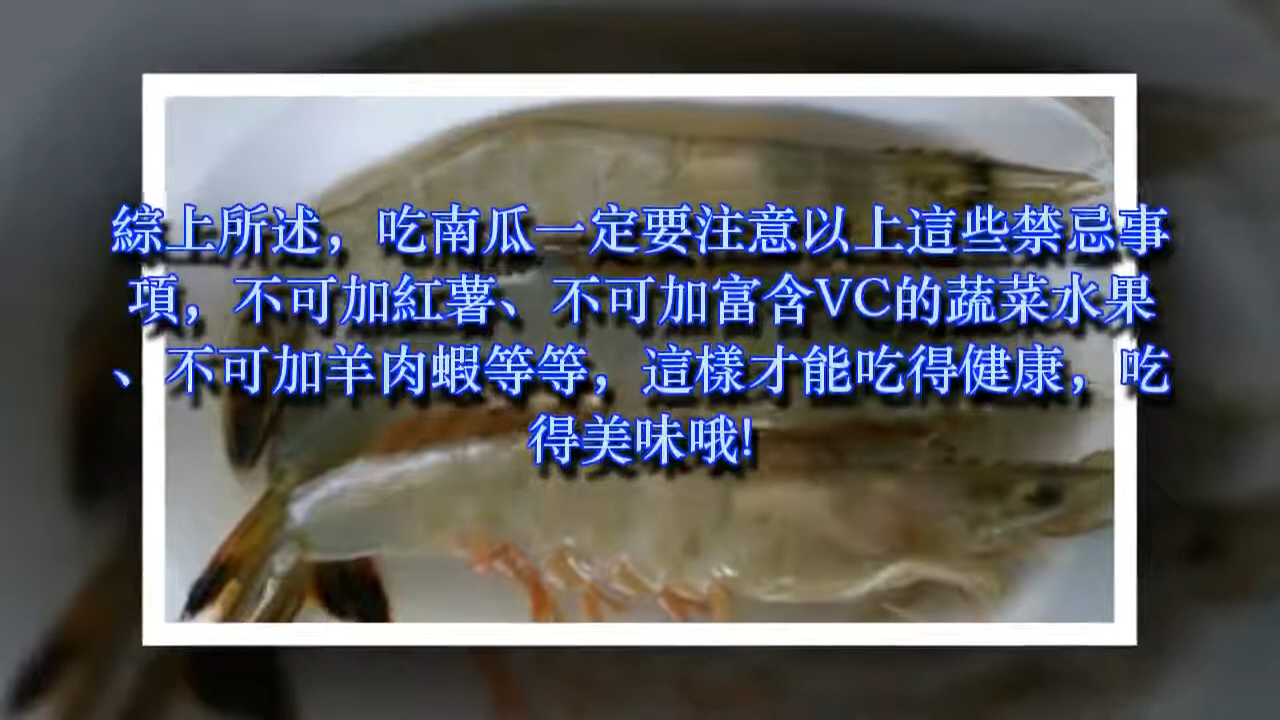 綜上所述，吃南瓜一定要注意以上這些禁忌事
項，不可加紅薯、不可加富含VC的蔬菜水果
、不可加羊肉蝦等等，這樣才能吃得健康，吃
得美味哦!